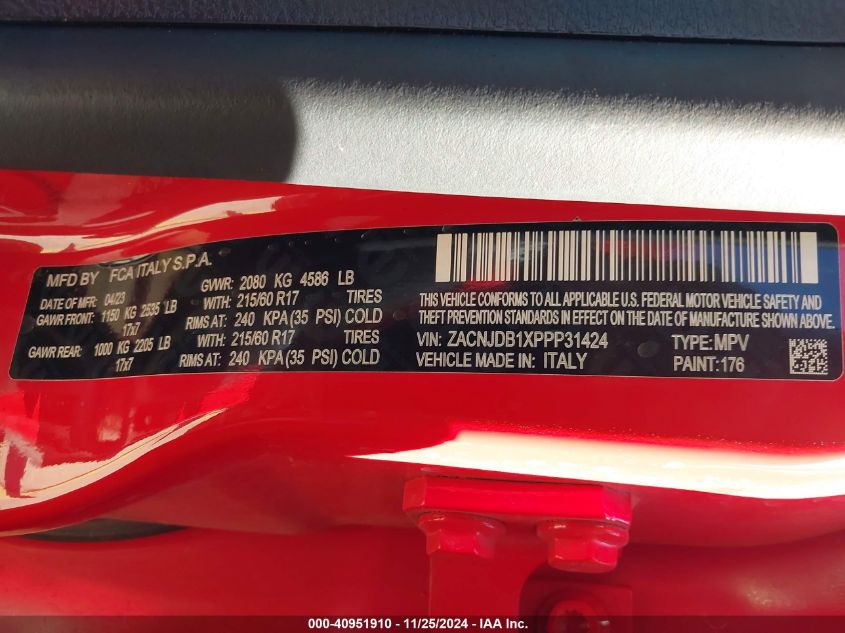 MFD BY FCA ITALY S.P.A.
DATE OF MFR: 04/23 GWVR: 2080 KG 4586 LB
GAWR FRONT: 1150 KG 2535 LB WITH: 215/60 R17 TIRES
17x7 RIMS AT: 240 KPA(35 PSI) COLD
GAWR REAR: 1000 KG 2205 LB WITH: 215/60 R17 TIRES
17x7 RIMS AT: 240 KPA(35 PSI) COLD
THIS VEHICLE CONFORMS TO ALL APPLICABLE U.S. FEDERAL MOTOR VEHICLE SAFETY AND
THEFT PREVENTION STANDARDS IN EFFECT ON THE DATE OF MANUFACTURE SHOWN ABOVE.
VIN: ZACNJDB1XPPP31424 TYPE: MPV
VEHICLE MADE IN: ITALY PAINT:176
000-40951910 - 11/25/2024 - IAA Inc.